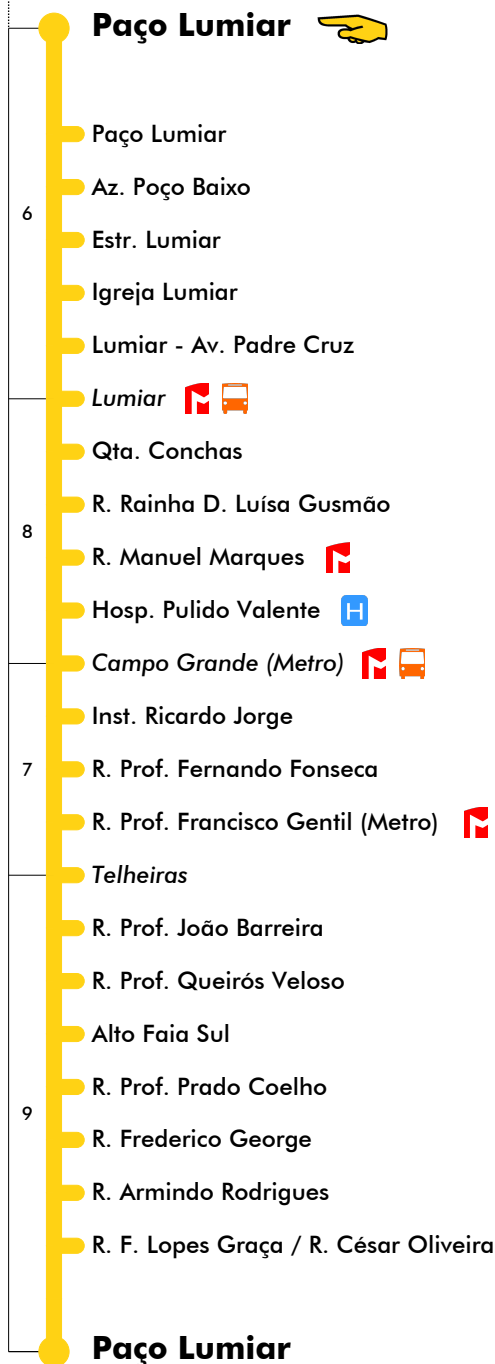 Paço Lumiar
Paço Lumiar
Az. Poço Baixo
6
Estr. Lumiar
Igreja Lumiar
Lumiar - Av. Padre Cruz
Lumiar
Qta. Conchas
R. Rainha D. Luísa Gusmão
8
R. Manuel Marques
Hosp. Pulido Valente H
Campo Grande (Metro)
Inst. Ricardo Jorge
7 R. Prof. Fernando Fonseca
R. Prof. Francisco Gentil (Metro)
Telheiras
R. Prof. João Barreira
R. Prof. Queirós Veloso
Alto Faia Sul
R. Prof. Prado Coelho
9
R. Frederico George
R. Armindo Rodrigues
R. F. Lopes Graça / R. César Oliveira
Paço Lumiar